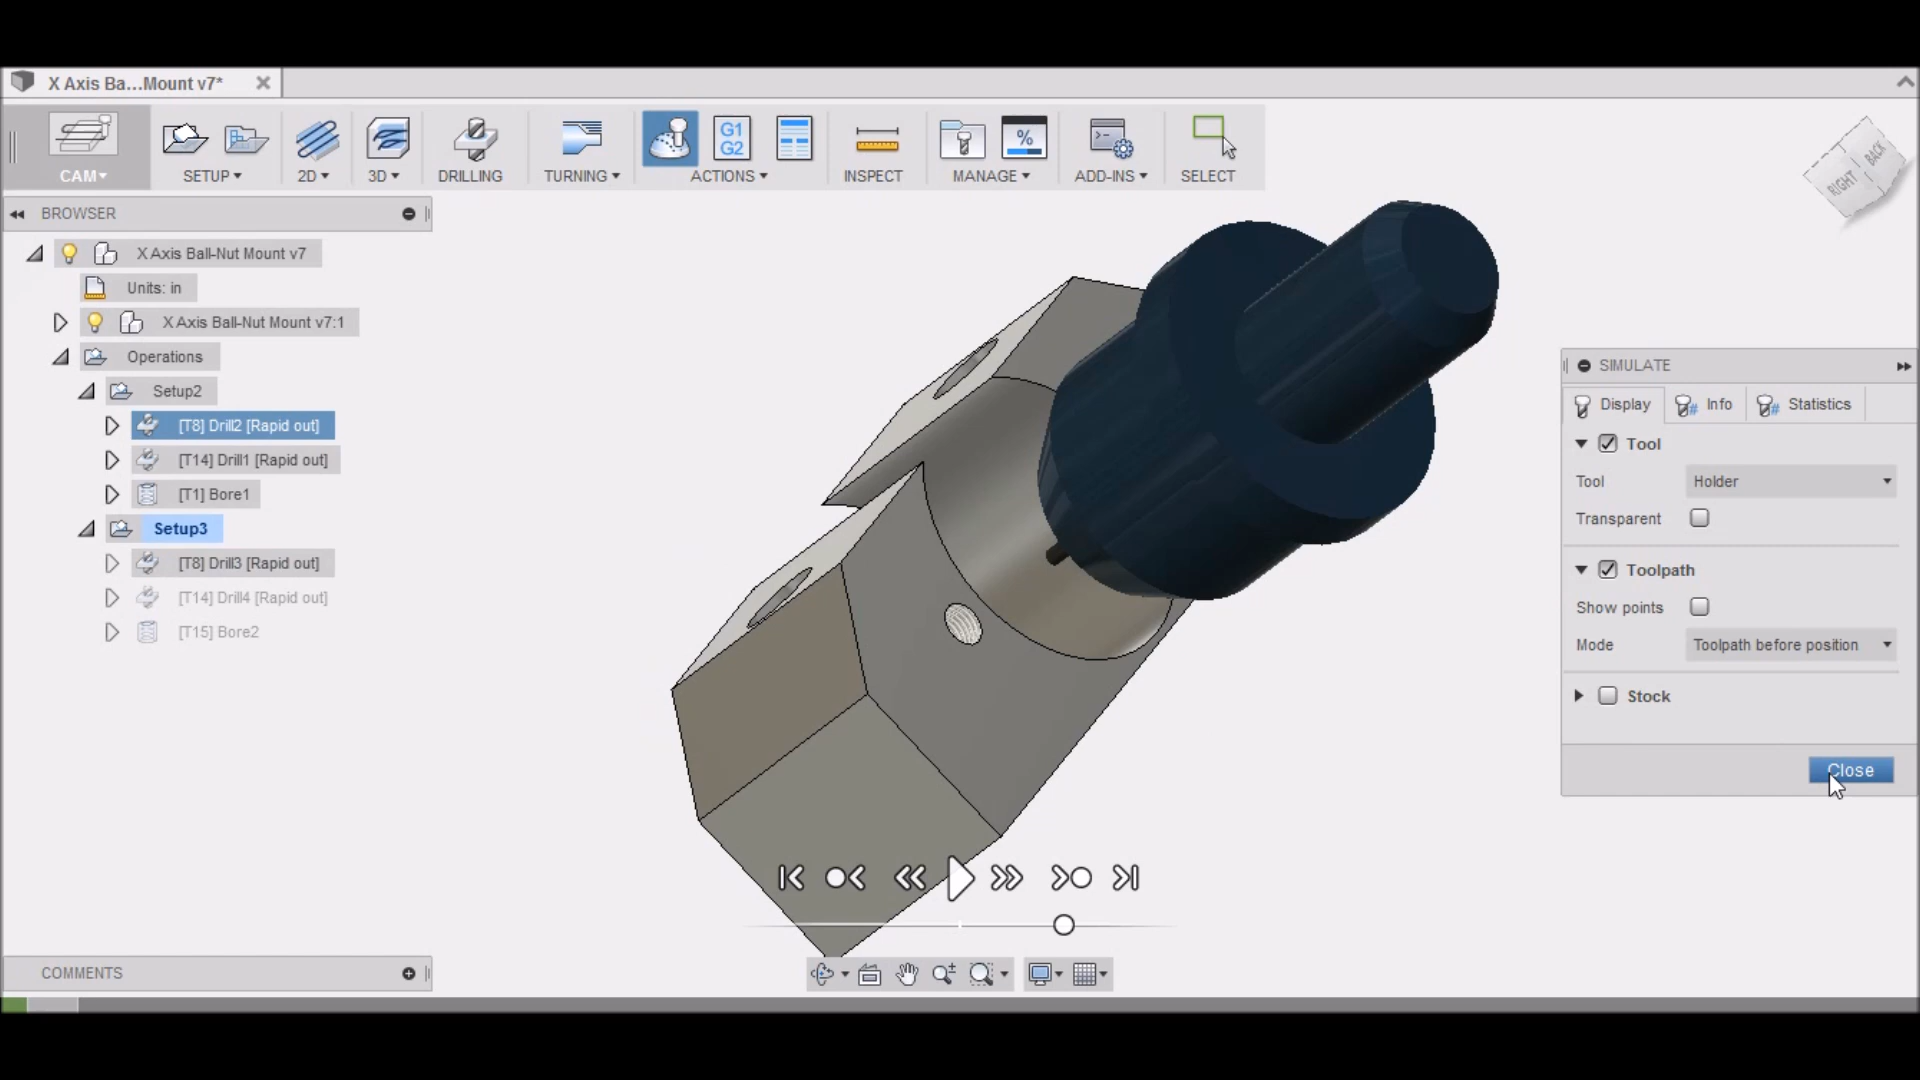 X Axis Ba...Mount v7*
CAM
SETUP
2D
3D
DRILLING
TURNING
G1
G2
ACTIONS
INSPECT
%
MANAGE
ADD-INS
SELECT
RIGHT
BACK
BROWSER
X Axis Ball-Nut Mount v7
Units: in
X Axis Ball-Nut Mount v7:1
Operations
Setup2
[T8] Drill2 [Rapid out]
[T14] Drill1 [Rapid out]
[T1] Bore1
Setup3
[T8] Drill3 [Rapid out]
[T14] Drill4 [Rapid out]
[T15] Bore2
SIMULATE
Display
Info
Statistics
Tool
Tool
Holder
Transparent
Toolpath
Show points
Mode
Toolpath before position
Stock
Close
COMMENTS